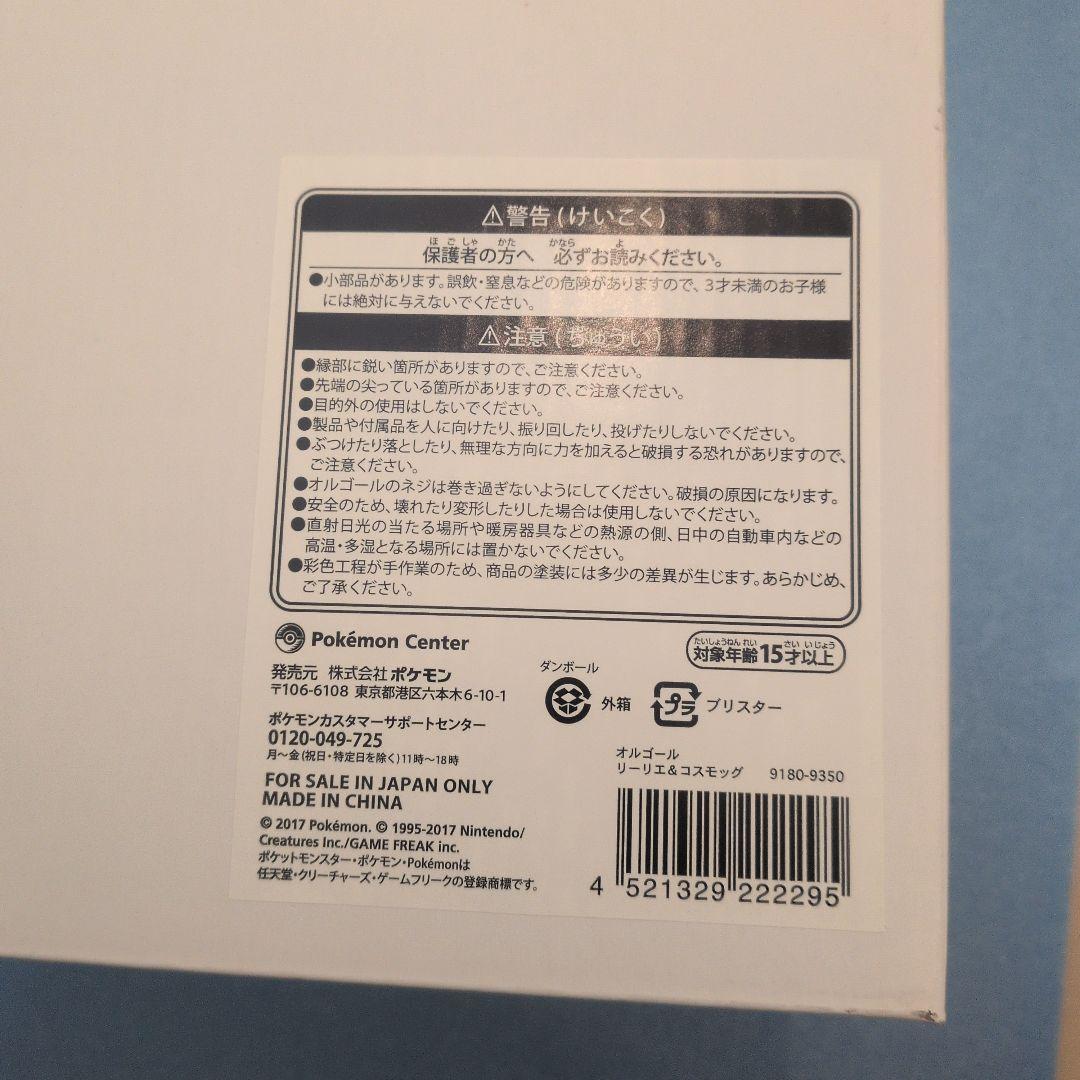 ⚠警告(けいこく)
保護者の方へ 必ずお読みください。
ほごしゃ かた かなら よ
●小部品があります。誤飲・窒息などの危険がありますので、3才未満のお子様
には絶対に与えないでください。
⚠注意(ちゅうい)
●縁部に鋭い箇所がありますので、ご注意ください。
●先端の尖っている箇所がありますので、ご注意ください。
●目的外の使用はしないでください。
●製品や付属品を人に向けたり、振り回したり、投げたりしないでください。
●ぶつけたり落としたり、無理な方向に力を加えると破損する恐れがありますので、
ご注意ください。
●オルゴールのネジは巻き過ぎないようにしてください。破損の原因になります。
●安全のため、壊れたり変形したりした場合は使用しないでください。
●直射日光の当たる場所や暖房器具などの熱源の側、日中の自動車内などの
高温・多湿となる場所には置かないでください。
●彩色工程が手作業のため、商品の塗装には多少の差異が生じます。あらかじめ、
ご了承ください。
Pokémon Center
たいしょうねんれい さい いじょう
対象年齢15才以上
発売元 株式会社ポケモン
〒106-6108 東京都港区六本木6-10-1
ポケモンカスタマーサポートセンター
0120-049-725
月〜金(祝日・特定日を除く)11時〜18時
ダンボール
外箱
プラ
ブリスター
FOR SALE IN JAPAN ONLY
MADE IN CHINA
© 2017 Pokémon. © 1995-2017 Nintendo/
Creatures Inc./GAME FREAK inc.
ポケットモンスター・ポケモン・Pokémonは
任天堂・クリーチャーズ・ゲームフリークの登録商標です。
オルゴール
リーリエ&コスモッグ 9180-9350
4 521329 222295